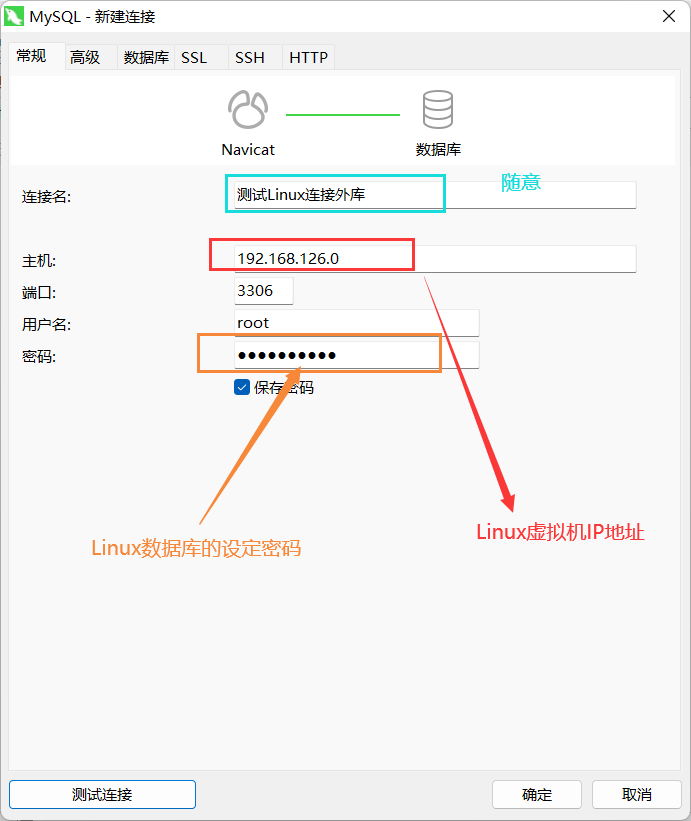 MySQL - 新建连接
常规 高级 数据库 SSL SSH HTTP
Navicat 数据库
连接名: 测试Linux连接外库 随意
主机: 192.168.126.0
端口: 3306
用户名: root
密码: ●●●●●●●●●●
保存密码
Linux虚拟机IP地址
Linux数据库的设定密码
测试连接 确定 取消